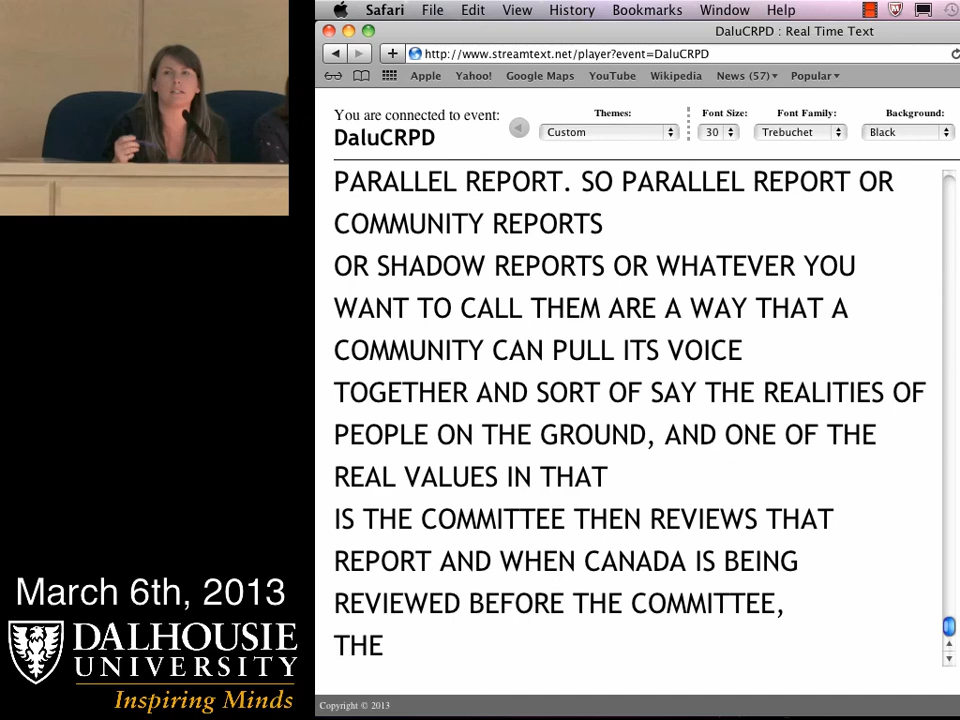 Safari File Edit View History Bookmarks Window Help
DaluCRPD : Real Time Text
http://www.streamtext.net/player?event=DaluCRPD
Apple Yahoo! Google Maps YouTube Wikipedia News (57) Popular
You are connected to event:
DaluCRPD
Themes: Font Size: Font Family: Background:
Custom 30 Trebuchet Black
PARALLEL REPORT. SO PARALLEL REPORT OR
COMMUNITY REPORTS
OR SHADOW REPORTS OR WHATEVER YOU
WANT TO CALL THEM ARE A WAY THAT A
COMMUNITY CAN PULL ITS VOICE
TOGETHER AND SORT OF SAY THE REALITIES OF
PEOPLE ON THE GROUND, AND ONE OF THE
REAL VALUES IN THAT
IS THE COMMITTEE THEN REVIEWS THAT
REPORT AND WHEN CANADA IS BEING
REVIEWED BEFORE THE COMMITTEE,
THE
Copyright © 2013
March 6th, 2013
DALHOUSIE
UNIVERSITY
Inspiring Minds